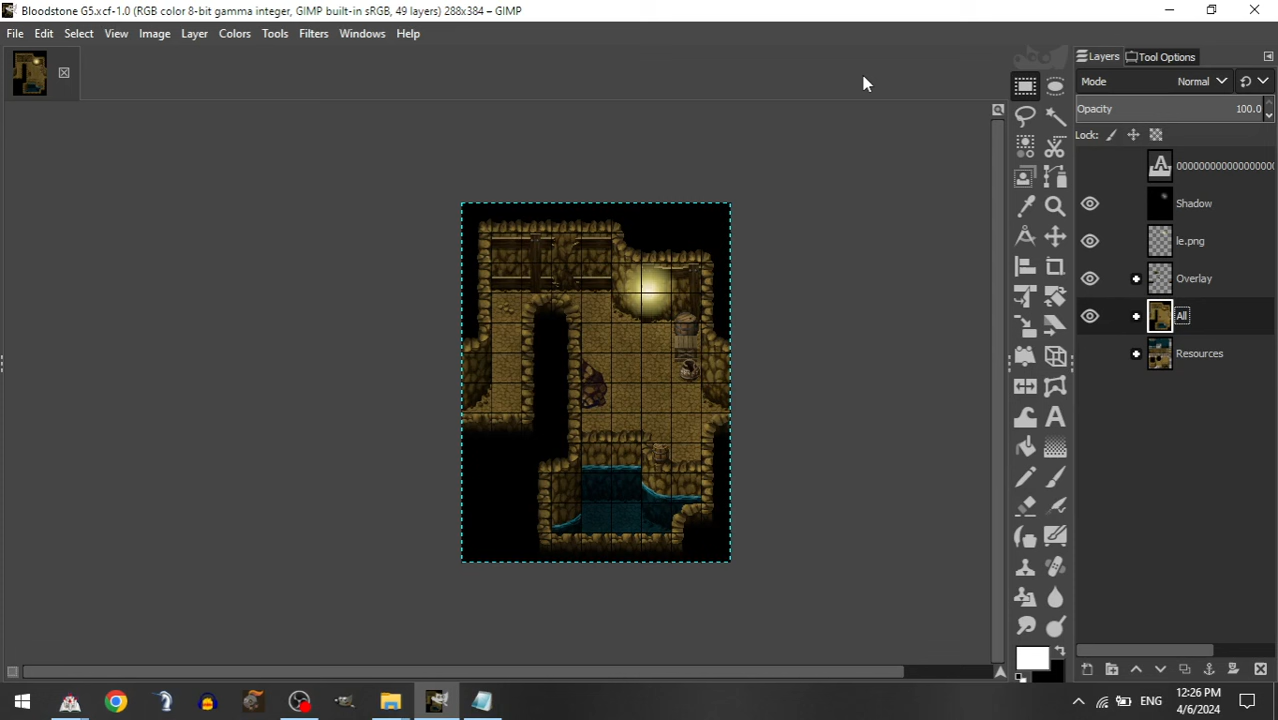 Bloodstone G5.xcf-1.0 (RGB color 8-bit gamma integer, GIMP built-in sRGB, 49 layers) 288x384 – GIMP
File Edit Select View Image Layer Colors Tools Filters Windows Help
Layers Tool Options
Mode Normal
Opacity 100.0
Lock:
A 0000000000000000000
Shadow
le.png
Overlay
All
Resources
ENG
12:26 PM
4/6/2024